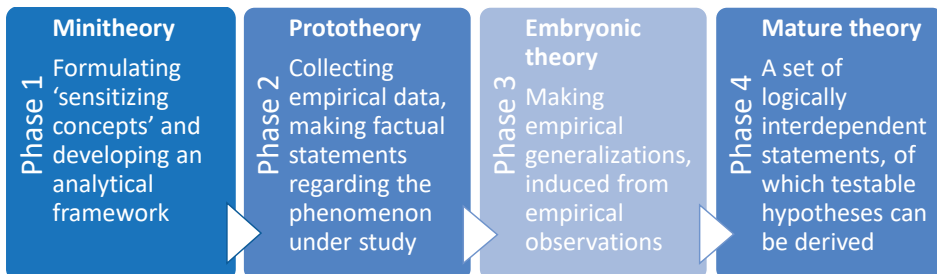 Phase 1
Minitheory
Formulating
‘sensitizing
concepts’ and
developing an
analytical
framework
Phase 2
Prototheory
Collecting
empirical data,
making factual
statements
regarding the
phenomenon
under study
Phase 3
Embryonic
theory
Making
empirical
generalizations,
induced from
empirical
observations
Phase 4
Mature theory
A set of
logically
interdependent
statements, of
which testable
hypotheses can
be derived